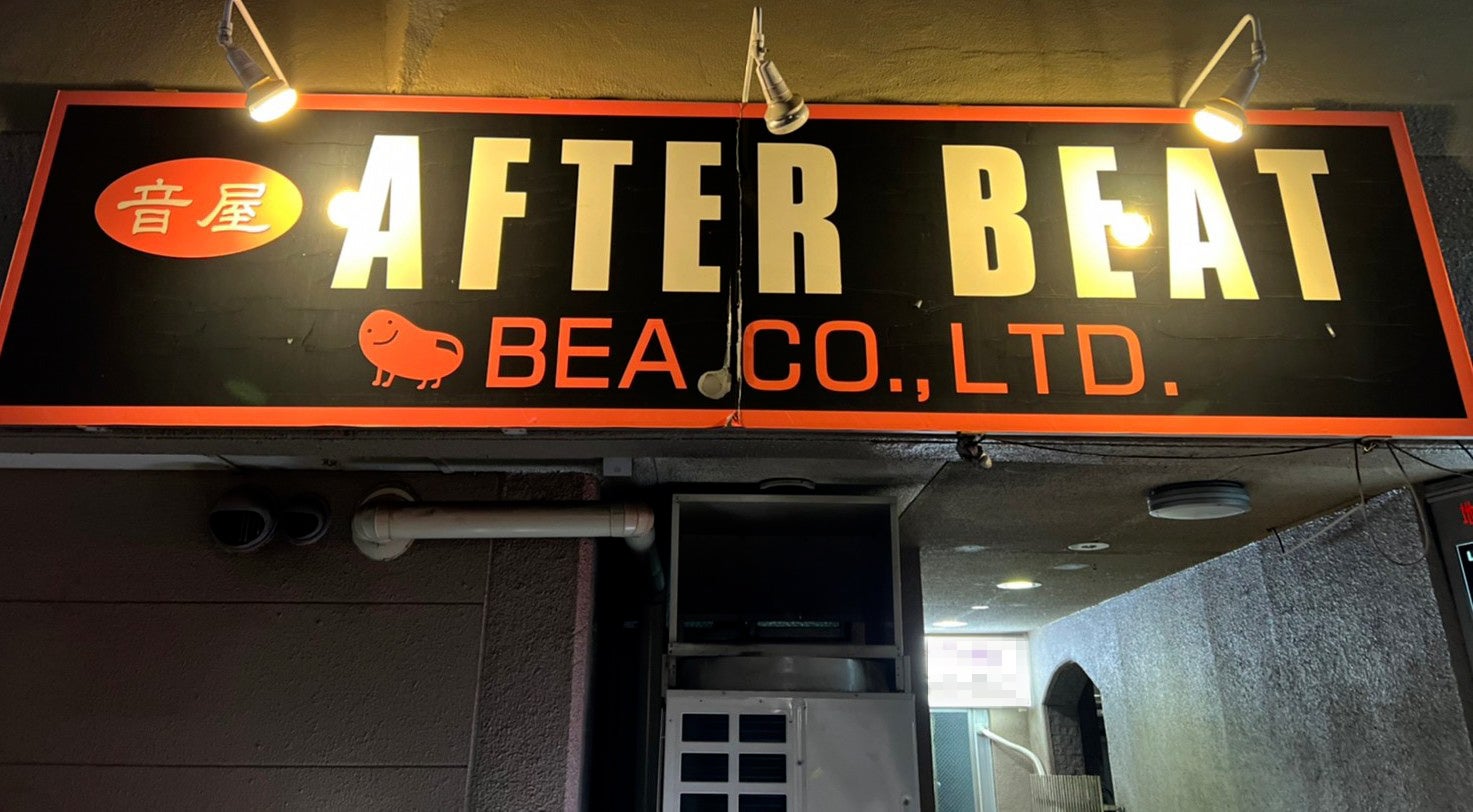 音屋
AFTER BEAT
BEA CO., LTD.